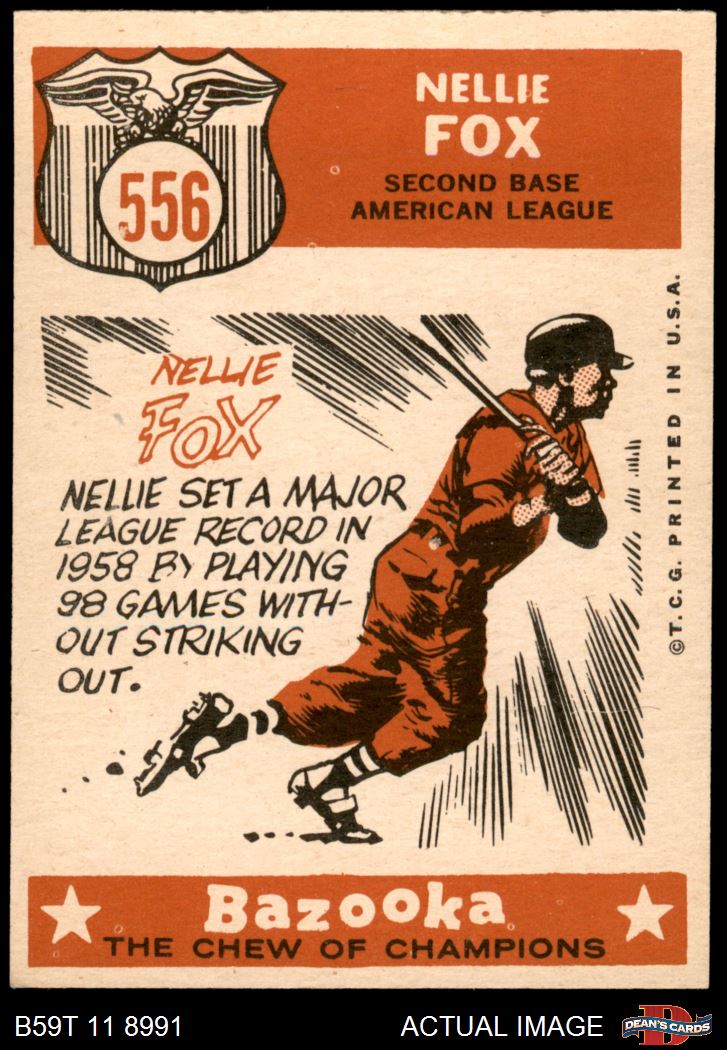 556
NELLIE
FOX
SECOND BASE
AMERICAN LEAGUE
NELLIE
FOX
NELLIE SET A MAJOR
LEAGUE RECORD IN
1958 BY PLAYING
98 GAMES WITH-
OUT STRIKING
OUT.
©T.C.G. PRINTED IN U.S.A.
Bazooka
THE CHEW OF CHAMPIONS
B59T 11 8991
ACTUAL IMAGE
D
DEAN'S CARDS